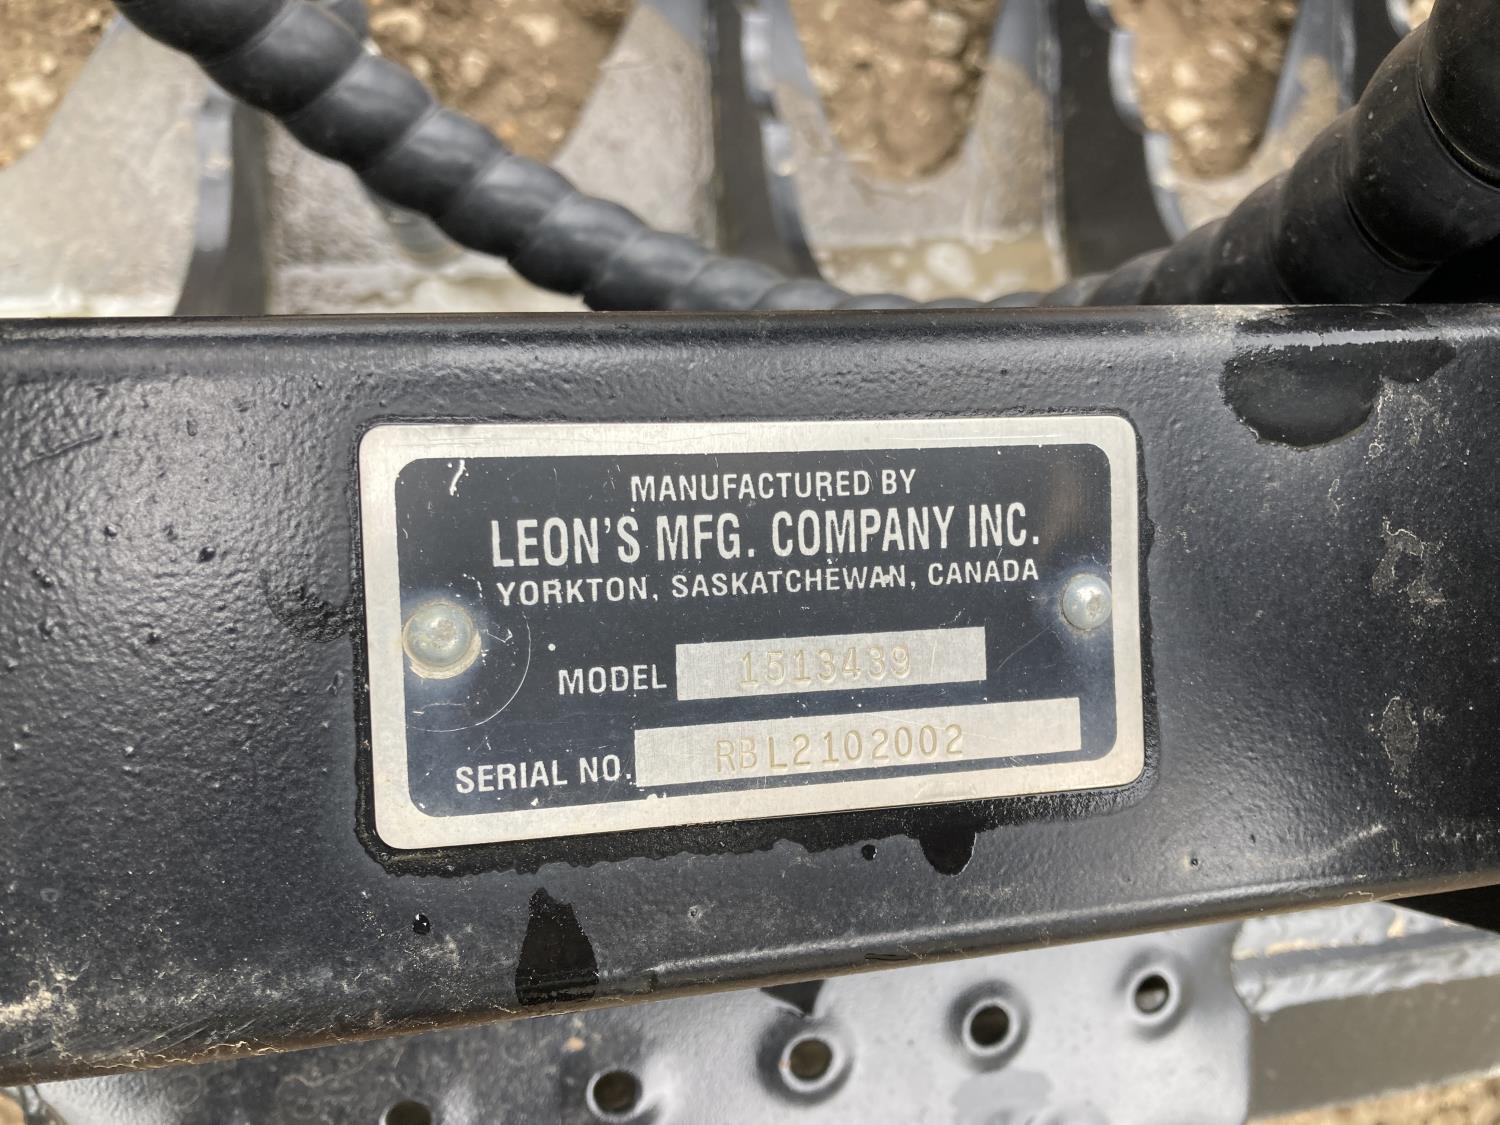 MANUFACTURED BY
LEON'S MFG. COMPANY INC.
YORKTON, SASKATCHEWAN, CANADA
MODEL 1513439
SERIAL NO. RBL2102002